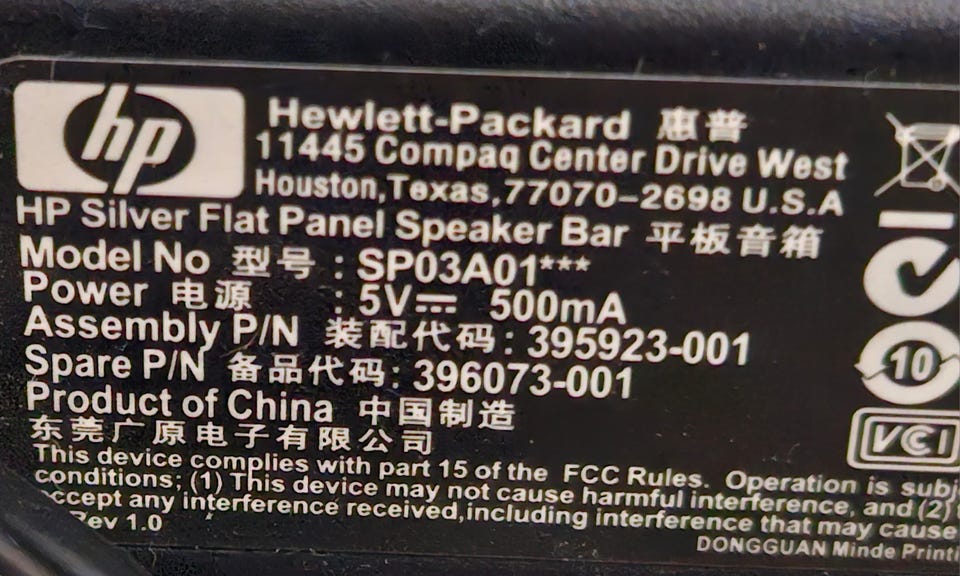 hp
Hewlett-Packard 惠普
11445 Compaq Center Drive West
Houston,Texas,77070-2698 U.S.A
HP Silver Flat Panel Speaker Bar 平板音箱
Model No 型号 : SP03A01***
Power 电源 : 5V⎓ 500mA
Assembly P/N 装配代码: 395923-001
Spare P/N 备品代码: 396073-001
10
Product of China 中国制造
VCI
东莞广原电子有限公司
This device complies with part 15 of the FCC Rules. Operation is subj
conditions; (1) This device may not cause harmful interference, and (2)
accept any interference received,including interference that may cause
Rev 1.0
DONGGUAN Minde Printi